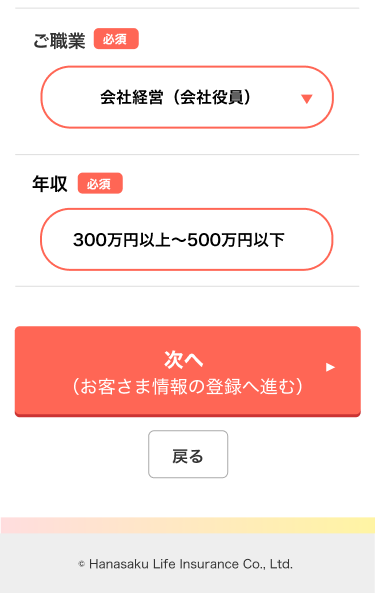 ご職業 必須
会社経営（会社役員） ▼
年収 必須
300万円以上〜500万円以下
次へ
（お客さま情報の登録へ進む） ▶
戻る
© Hanasaku Life Insurance Co., Ltd.